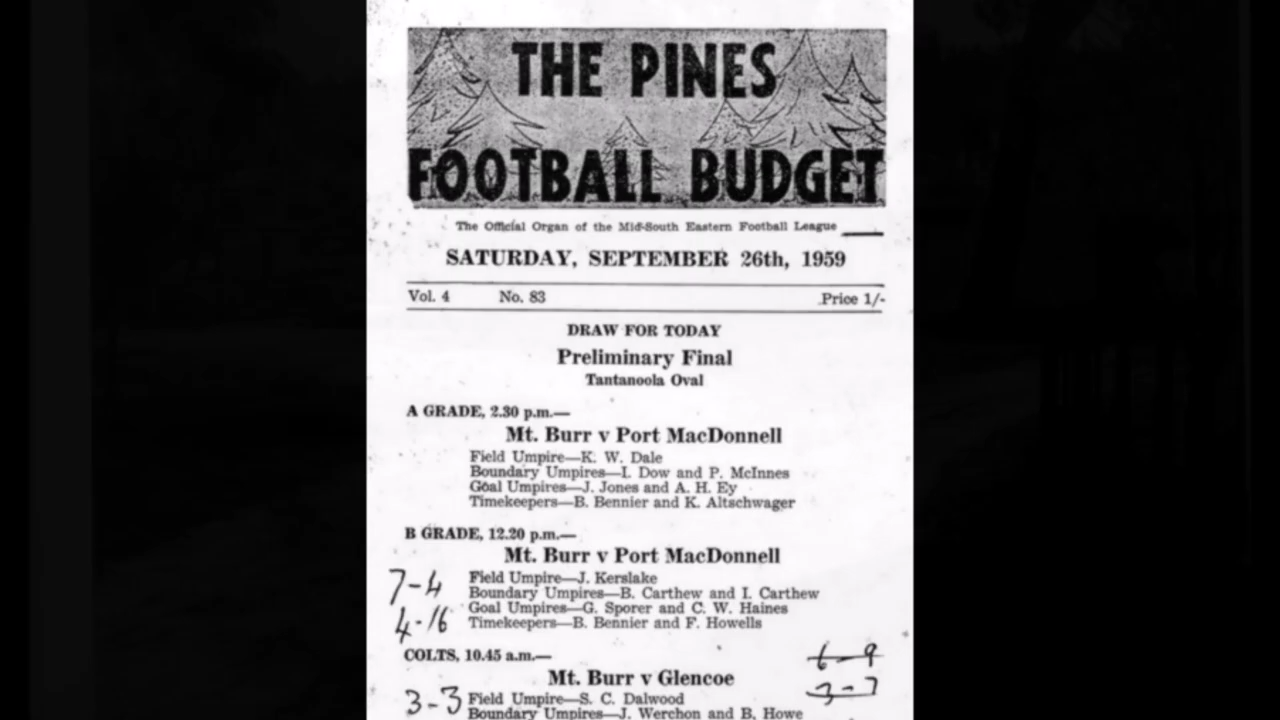 THE PINES
FOOTBALL BUDGET
The Official Organ of the Mid-South Eastern Football League
SATURDAY, SEPTEMBER 26th, 1959
Vol. 4 No. 83 Price 1/-
DRAW FOR TODAY
Preliminary Final
Tantanoola Oval
A GRADE, 2.30 p.m.—
Mt. Burr v Port MacDonnell
Field Umpire—K. W. Dale
Boundary Umpires—I. Dow and P. McInnes
Goal Umpires—J. Jones and A. H. Ey
Timekeepers—B. Bennier and K. Altschwager
B GRADE, 12.20 p.m.—
Mt. Burr v Port MacDonnell
7-4 Field Umpire—J. Kerslake
Boundary Umpires—B. Carthew and I. Carthew
Goal Umpires—G. Sporer and C. W. Haines
4-16 Timekeepers—B. Bennier and F. Howells
COLTS, 10.45 a.m.— 6-9
Mt. Burr v Glencoe 3-7
3-3 Field Umpire—S. C. Dalwood
Boundary Umpires—J. Werchon and B. Howe